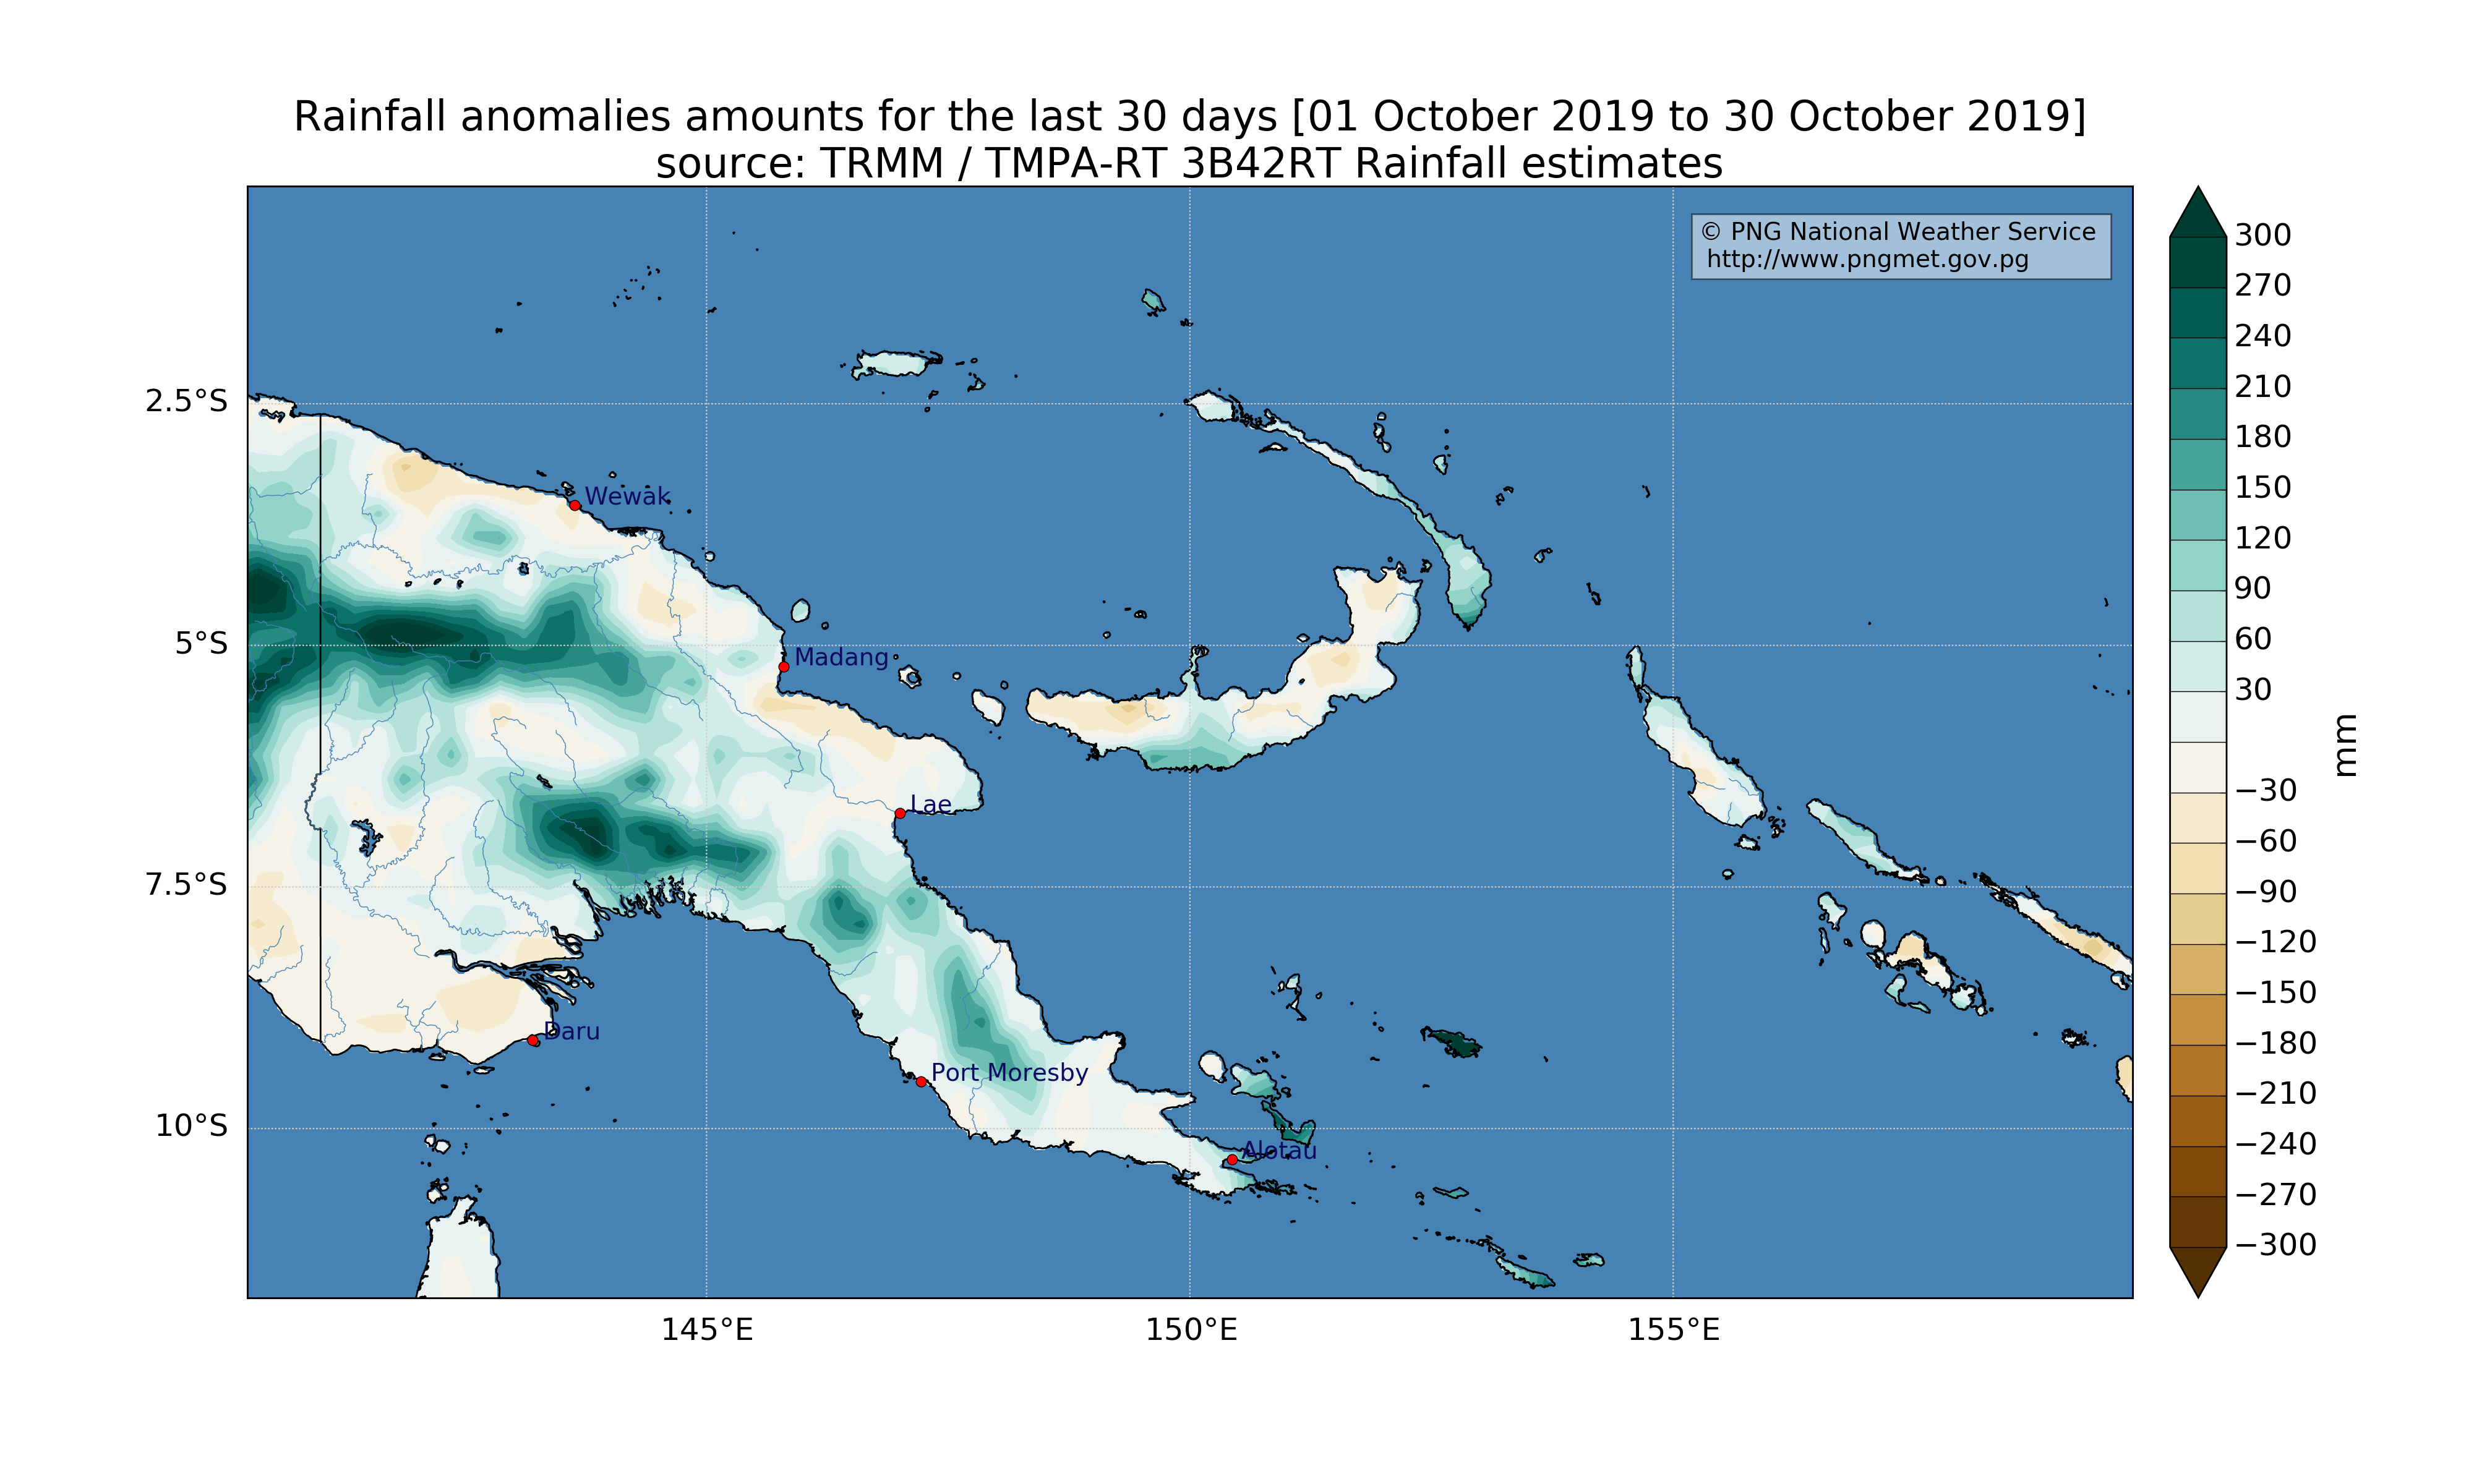 Rainfall anomalies amounts for the last 30 days [01 October 2019 to 30 October 2019]
source: TRMM / TMPA-RT 3B42RT Rainfall estimates
© PNG National Weather Service
http://www.pngmet.gov.pg
2.5°S
5°S
7.5°S
10°S
145°E
150°E
155°E
Wewak
Madang
Lae
Daru
Port Moresby
Alotau
300
270
240
210
180
150
120
90
60
30
−30
−60
−90
−120
−150
−180
−210
−240
−270
−300
mm